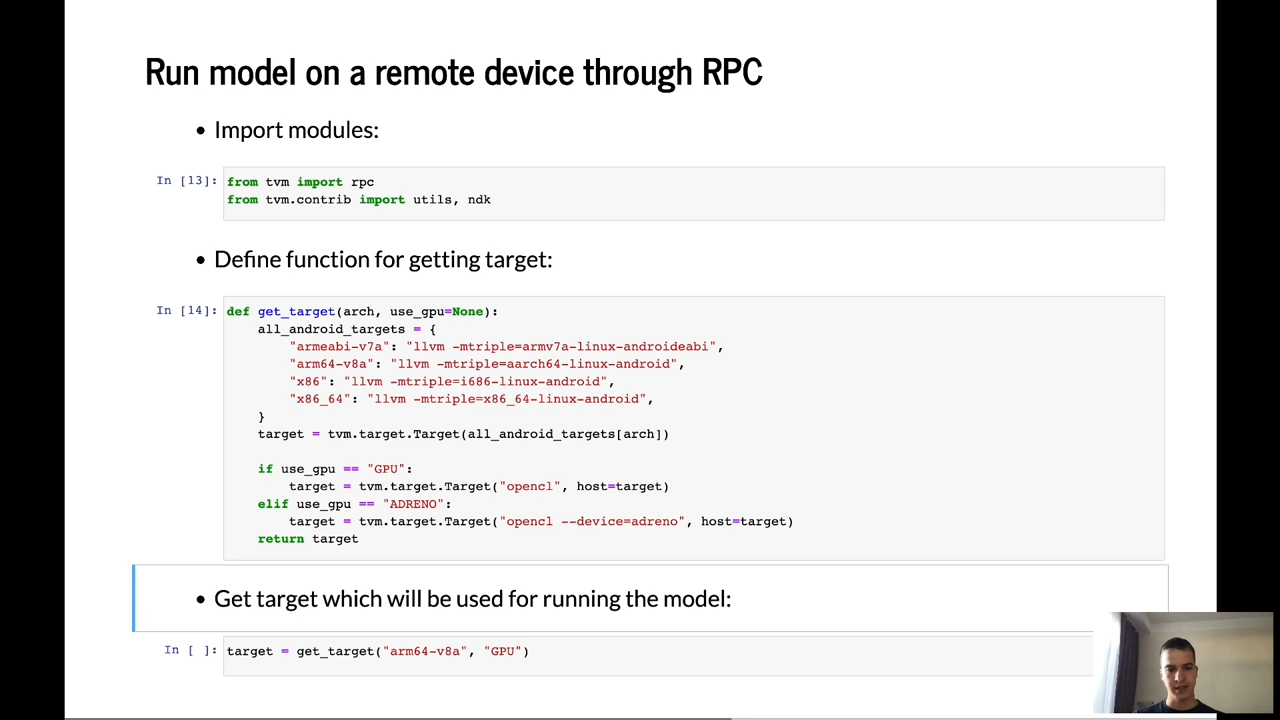 Run model on a remote device through RPC
• Import modules:
In [13]: from tvm import rpc
from tvm.contrib import utils, ndk
• Define function for getting target:
In [14]: def get_target(arch, use_gpu=None):
    all_android_targets = {
        "armeabi-v7a": "llvm -mtriple=armv7a-linux-androideabi",
        "arm64-v8a": "llvm -mtriple=aarch64-linux-android",
        "x86": "llvm -mtriple=i686-linux-android",
        "x86_64": "llvm -mtriple=x86_64-linux-android",
    }
    target = tvm.target.Target(all_android_targets[arch])
    if use_gpu == "GPU":
        target = tvm.target.Target("opencl", host=target)
    elif use_gpu == "ADRENO":
        target = tvm.target.Target("opencl --device=adreno", host=target)
    return target
• Get target which will be used for running the model:
In [ ]: target = get_target("arm64-v8a", "GPU")